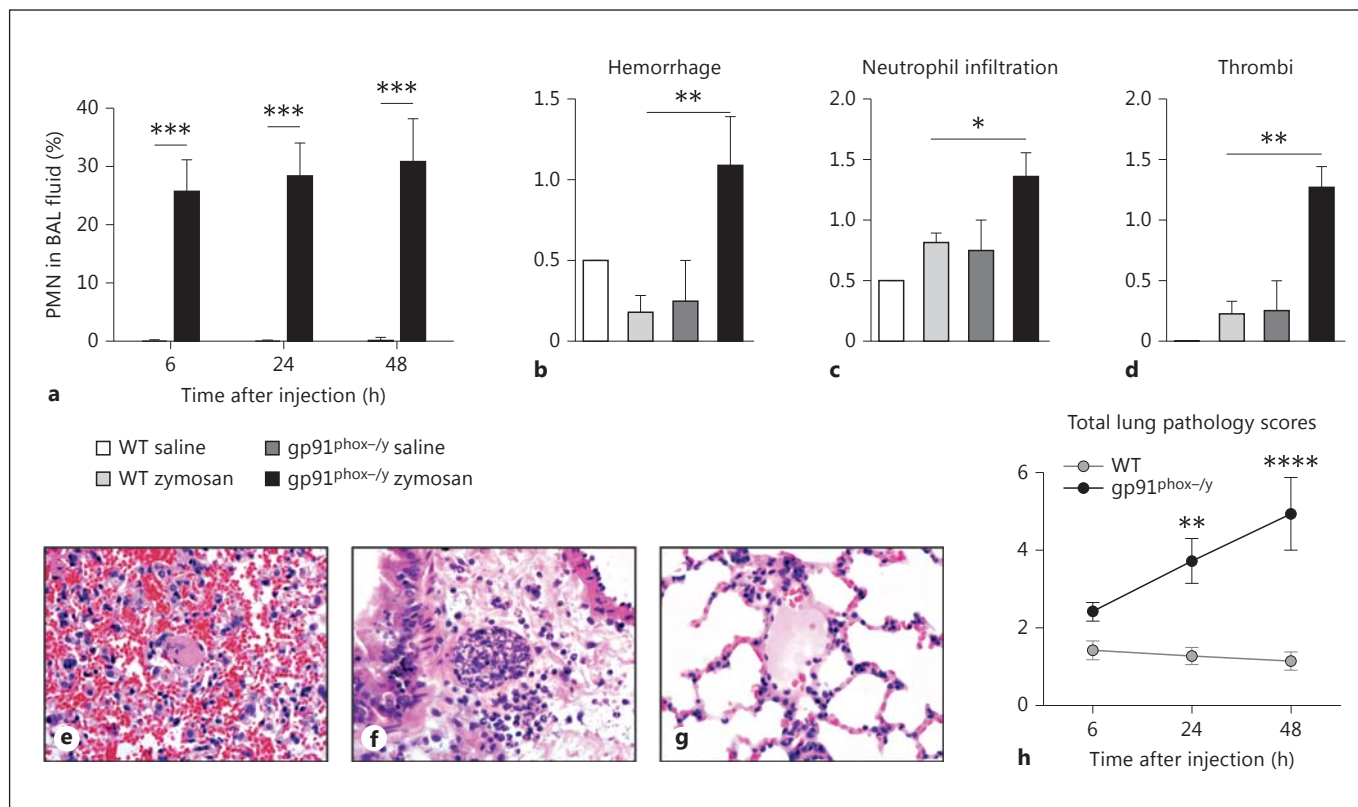 Hemorrhage
Neutrophil infiltration
Thrombi
PMN in BAL fluid (%)
40
30
20
10
0
***
***
***
6
24
48
Time after injection (h)
a
1.5
1.0
0.5
0
**
b
2.0
1.5
1.0
0.5
0
*
c
2.0
1.5
1.0
0.5
0
**
d
WT saline
gp91phox–/y saline
WT zymosan
gp91phox–/y zymosan
e
f
g
Total lung pathology scores
WT
gp91phox–/y
6
4
2
0
**
****
6
24
48
Time after injection (h)
h